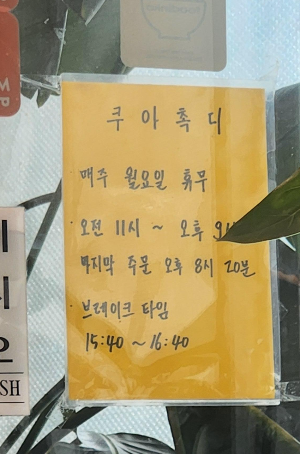 쿠아촉디
매주 월요일 휴무
· 오전 11시 ~ 오후
마지막 주문 오후 8시 20분
· 브레이크 타임
15:40 ~ 16:40